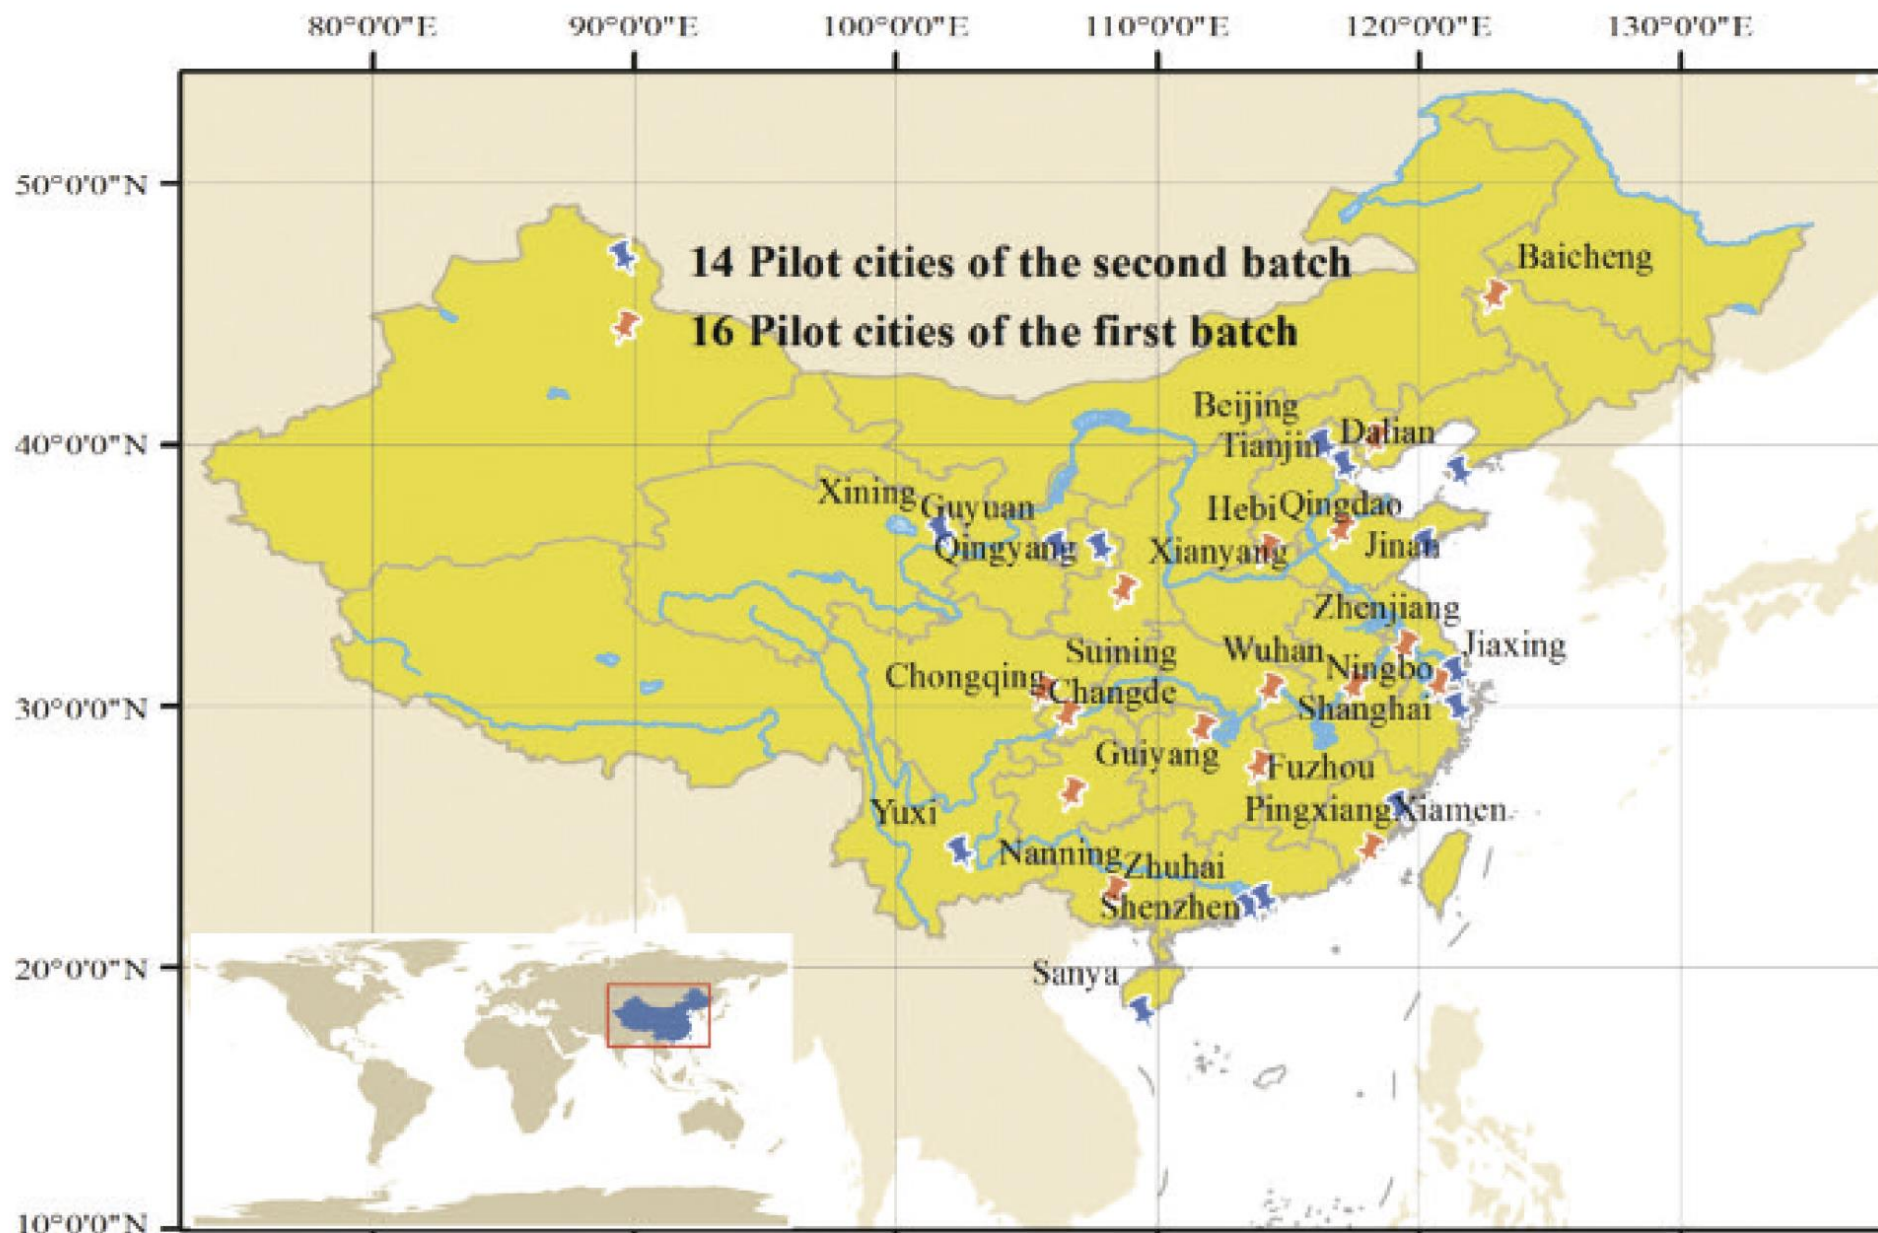 80°0'0"E 90°0'0"E 100°0'0"E 110°0'0"E 120°0'0"E 130°0'0"E
50°0'0"N
40°0'0"N
30°0'0"N
20°0'0"N
10°0'0"N
14 Pilot cities of the second batch
16 Pilot cities of the first batch
Baicheng
Beijing
Dalian
Tianjin
Xining
Guyuan
Hebi
Qingdao
Qingyang
Xianyang
Jinan
Zhenjiang
Suining
Wuhan
Jiaxing
Chongqing
Changde
Ningbo
Shanghai
Guiyang
Fuzhou
Yuxi
Pingxiang
Xiamen
Nanning
Zhuhai
Shenzhen
Sanya